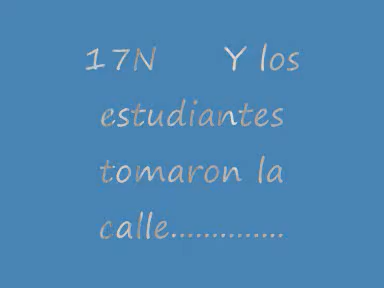 17N Y los
estudiantes
tomaron la
calle..............